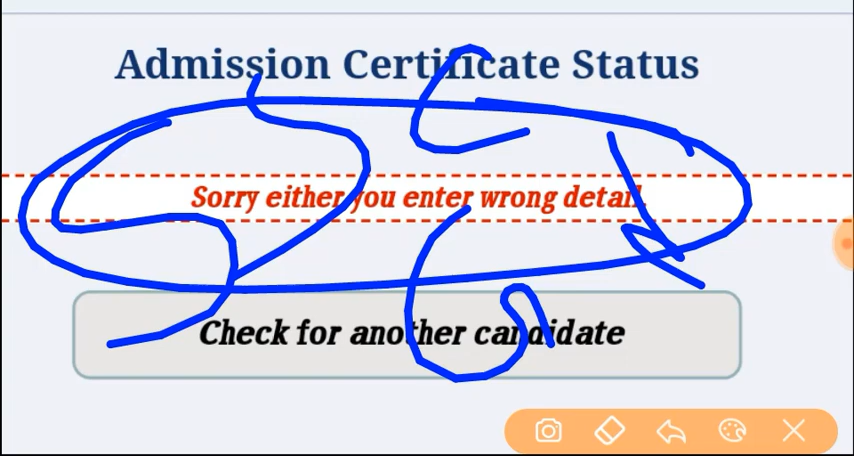 Admission Certificate Status
Sorry either you enter wrong detail.
Check for another candidate